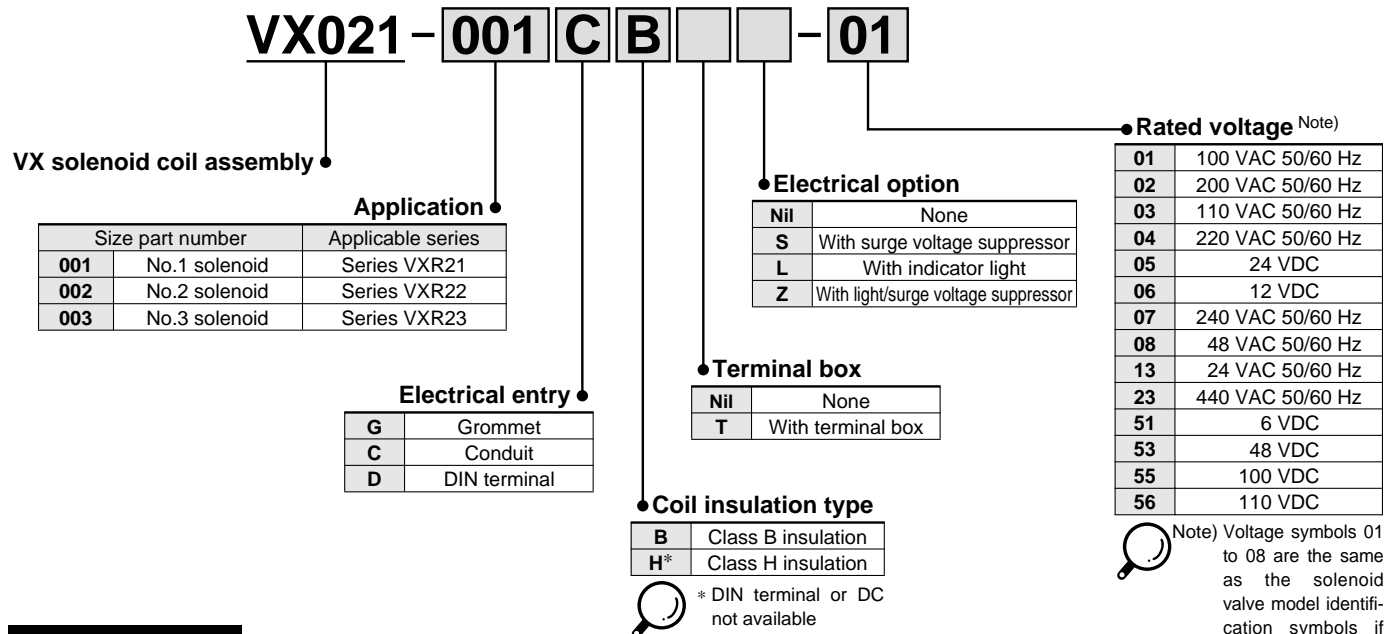 VX021 – 001 C B – 01
VX solenoid coil assembly
Application
Size part number Applicable series
001 No.1 solenoid Series VXR21
002 No.2 solenoid Series VXR22
003 No.3 solenoid Series VXR23
Electrical entry
G Grommet
C Conduit
D DIN terminal
Coil insulation type
B Class B insulation
H* Class H insulation
* DIN terminal or DC
not available
Terminal box
Nil None
T With terminal box
Electrical option
Nil None
S With surge voltage suppressor
L With indicator light
Z With light/surge voltage suppressor
Rated voltage Note)
01 100 VAC 50/60 Hz
02 200 VAC 50/60 Hz
03 110 VAC 50/60 Hz
04 220 VAC 50/60 Hz
05 24 VDC
06 12 VDC
07 240 VAC 50/60 Hz
08 48 VAC 50/60 Hz
13 24 VAC 50/60 Hz
23 440 VAC 50/60 Hz
51 6 VDC
53 48 VDC
55 100 VDC
56 110 VDC
Note) Voltage symbols 01
to 08 are the same
as the solenoid
valve model identifi-
cation symbols if